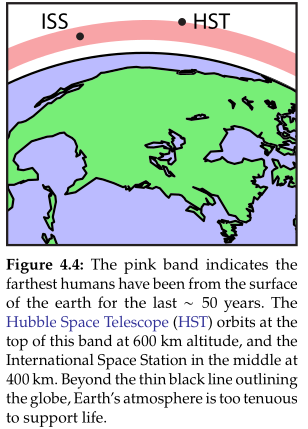 ISS
HST
Figure 4.4: The pink band indicates the
farthest humans have been from the surface
of the earth for the last ∼ 50 years. The
Hubble Space Telescope (HST) orbits at the
top of this band at 600 km altitude, and the
International Space Station in the middle at
400 km. Beyond the thin black line outlining
the globe, Earth’s atmosphere is too tenuous
to support life.